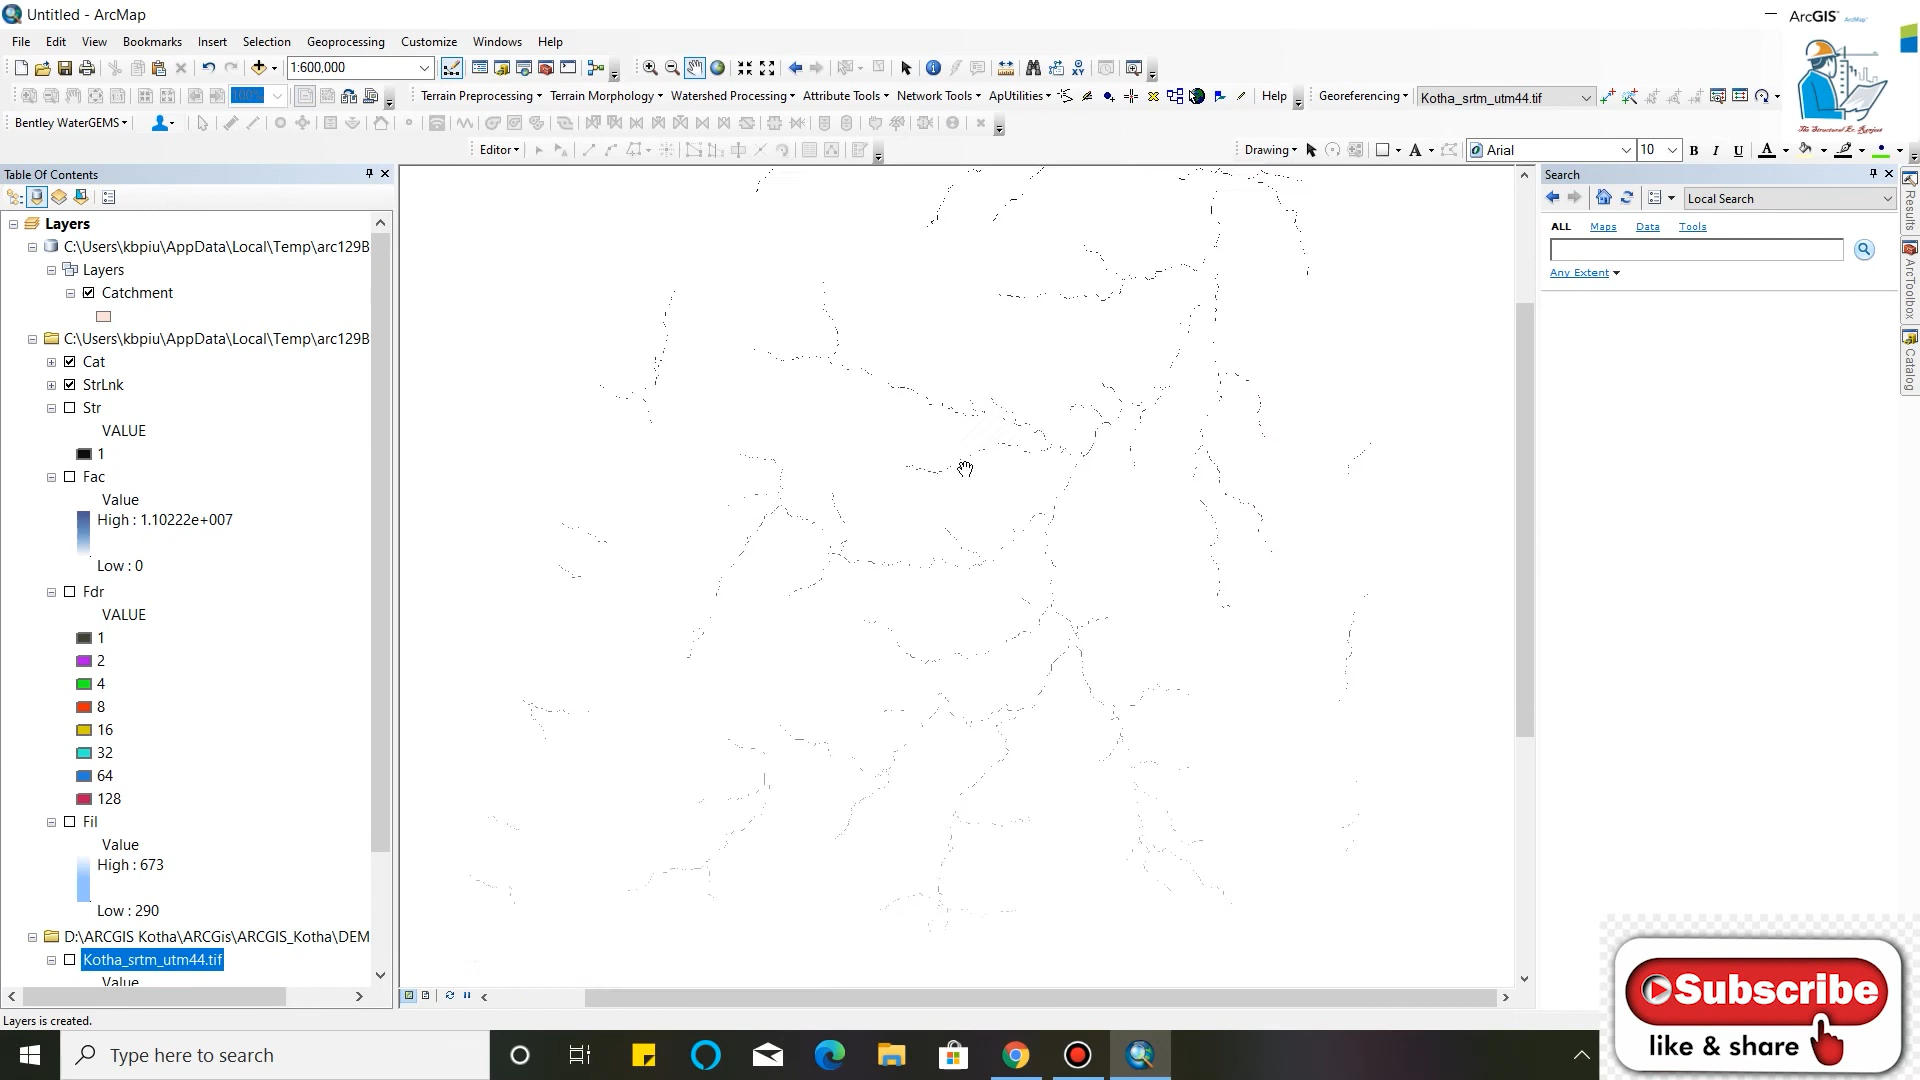 Untitled - ArcMap
ArcGIS ArcMap
File Edit View Bookmarks Insert Selection Geoprocessing Customize Windows Help
1:600,000
100% Terrain Preprocessing Terrain Morphology Watershed Processing Attribute Tools Network Tools ApUtilities Help Georeferencing Kotha_srtm_utm44.tif
Bentley WaterGEMS
The Structural Er. Rgroject
Editor Drawing A Arial 10 B I U A
Table Of Contents
Search
Layers
Local Search
C:\Users\kbpiu\AppData\Local\Temp\arc129B
ALL Maps Data Tools
Layers
Catchment
Any Extent
Results
ArcToolbox
Catalog
C:\Users\kbpiu\AppData\Local\Temp\arc129B
Cat
StrLnk
Str
VALUE
1
Fac
Value
High : 1.10222e+007
Low : 0
Fdr
VALUE
1
2
4
8
16
32
64
128
Fil
Value
High : 673
Low : 290
D:\ARCGIS Kotha\ARCGis\ARCGIS_Kotha\DEM
Kotha_srtm_utm44.tif
Value
Layers is created.
Type here to search
Subscribe
like & share